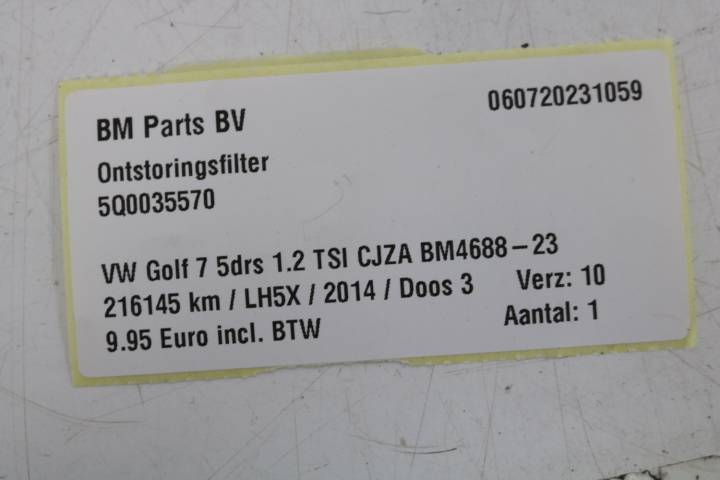 BM Parts BV 060720231059
Ontstoringsfilter
5Q0035570
VW Golf 7 5drs 1.2 TSI CJZA BM4688-23
216145 km / LH5X / 2014 / Doos 3 Verz: 10
9.95 Euro incl. BTW Aantal: 1